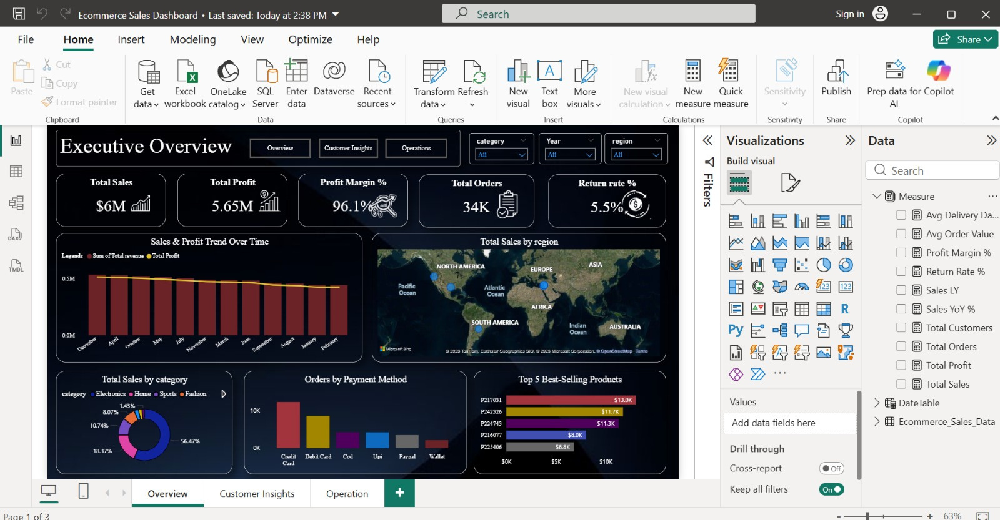 Ecommerce Sales Dashboard • Last saved: Today at 2:38 PM
Search
Sign in
File Home Insert Modeling View Optimize Help
Share
Paste
Cut
Copy
Format painter
Clipboard
Get data
Excel workbook
OneLake catalog
SQL Server
Enter data
Dataverse
Recent sources
Data
Transform data
Refresh
Queries
New visual
Text box
More visuals
Insert
New visual calculation
New measure
Quick measure
Calculations
Sensitivity
Sensitivity
Publish
Share
Prep data for AI
Copilot
Copilot
DAX
TMDL
Executive Overview
Overview
Customer Insights
Operations
category
All
Year
All
region
All
Total Sales
$6M
Total Profit
5.65M
Profit Margin %
96.1%
Total Orders
34K
Return rate %
5.5%
Sales & Profit Trend Over Time
Legends Sum of Total revenue Total Profit
0.5M
0.0M
December
April
October
May
July
November
March
June
September
August
January
February
Total Sales by region
NORTH AMERICA
EUROPE
ASIA
Pacific Ocean
Atlantic Ocean
AFRICA
SOUTH AMERICA
Indian Ocean
AUSTRALIA
Microsoft Bing
© 2026 TomTom, Earthstar Geographics SIO, © 2026 Microsoft Corporation, © OpenStreetMap Terms
Total Sales by category
category Electronics Home Sports Fashion
1.43%
8.07%
10.74%
18.37%
56.47%
Orders by Payment Method
10K
0K
Credit Card
Debit Card
Cod
Upi
Paypal
Wallet
Top 5 Best-Selling Products
P217031 $13.0K
P242326 $11.7K
P224743 $11.3K
P216077 $8.0K
P225406 $6.8K
$0K $5K $10K
Filters
Visualizations
Build visual
123
123
R
Py
Values
Add data fields here
Drill through
Cross-report
Off
Keep all filters
On
Data
Search
Measure
Avg Delivery Da...
Avg Order Value
Profit Margin %
Return Rate %
Sales LY
Sales YoY %
Total Customers
Total Orders
Total Profit
Total Sales
DateTable
Ecommerce_Sales_Data
Overview
Customer Insights
Operation
Page 1 of 3
63%